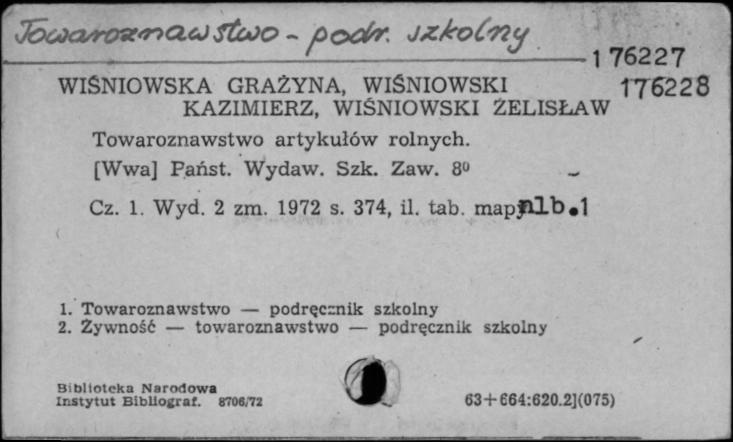 Towaroznawstwo - podr. szkolny
176227
WIŚNIOWSKA GRAŻYNA, WIŚNIOWSKI 176228
KAZIMIERZ, WIŚNIOWSKI ŻELISŁAW
Towaroznawstwo artykułów rolnych.
[Wwa] Państ. Wydaw. Szk. Zaw. 8⁰
Cz. 1. Wyd. 2 zm. 1972 s. 374, il. tab. mapy nlb.1
1. Towaroznawstwo — podręcznik szkolny
2. Żywność — towaroznawstwo — podręcznik szkolny
Biblioteka Narodowa
Instytut Bibliograf. 8706/72 63+664:620.2](075)